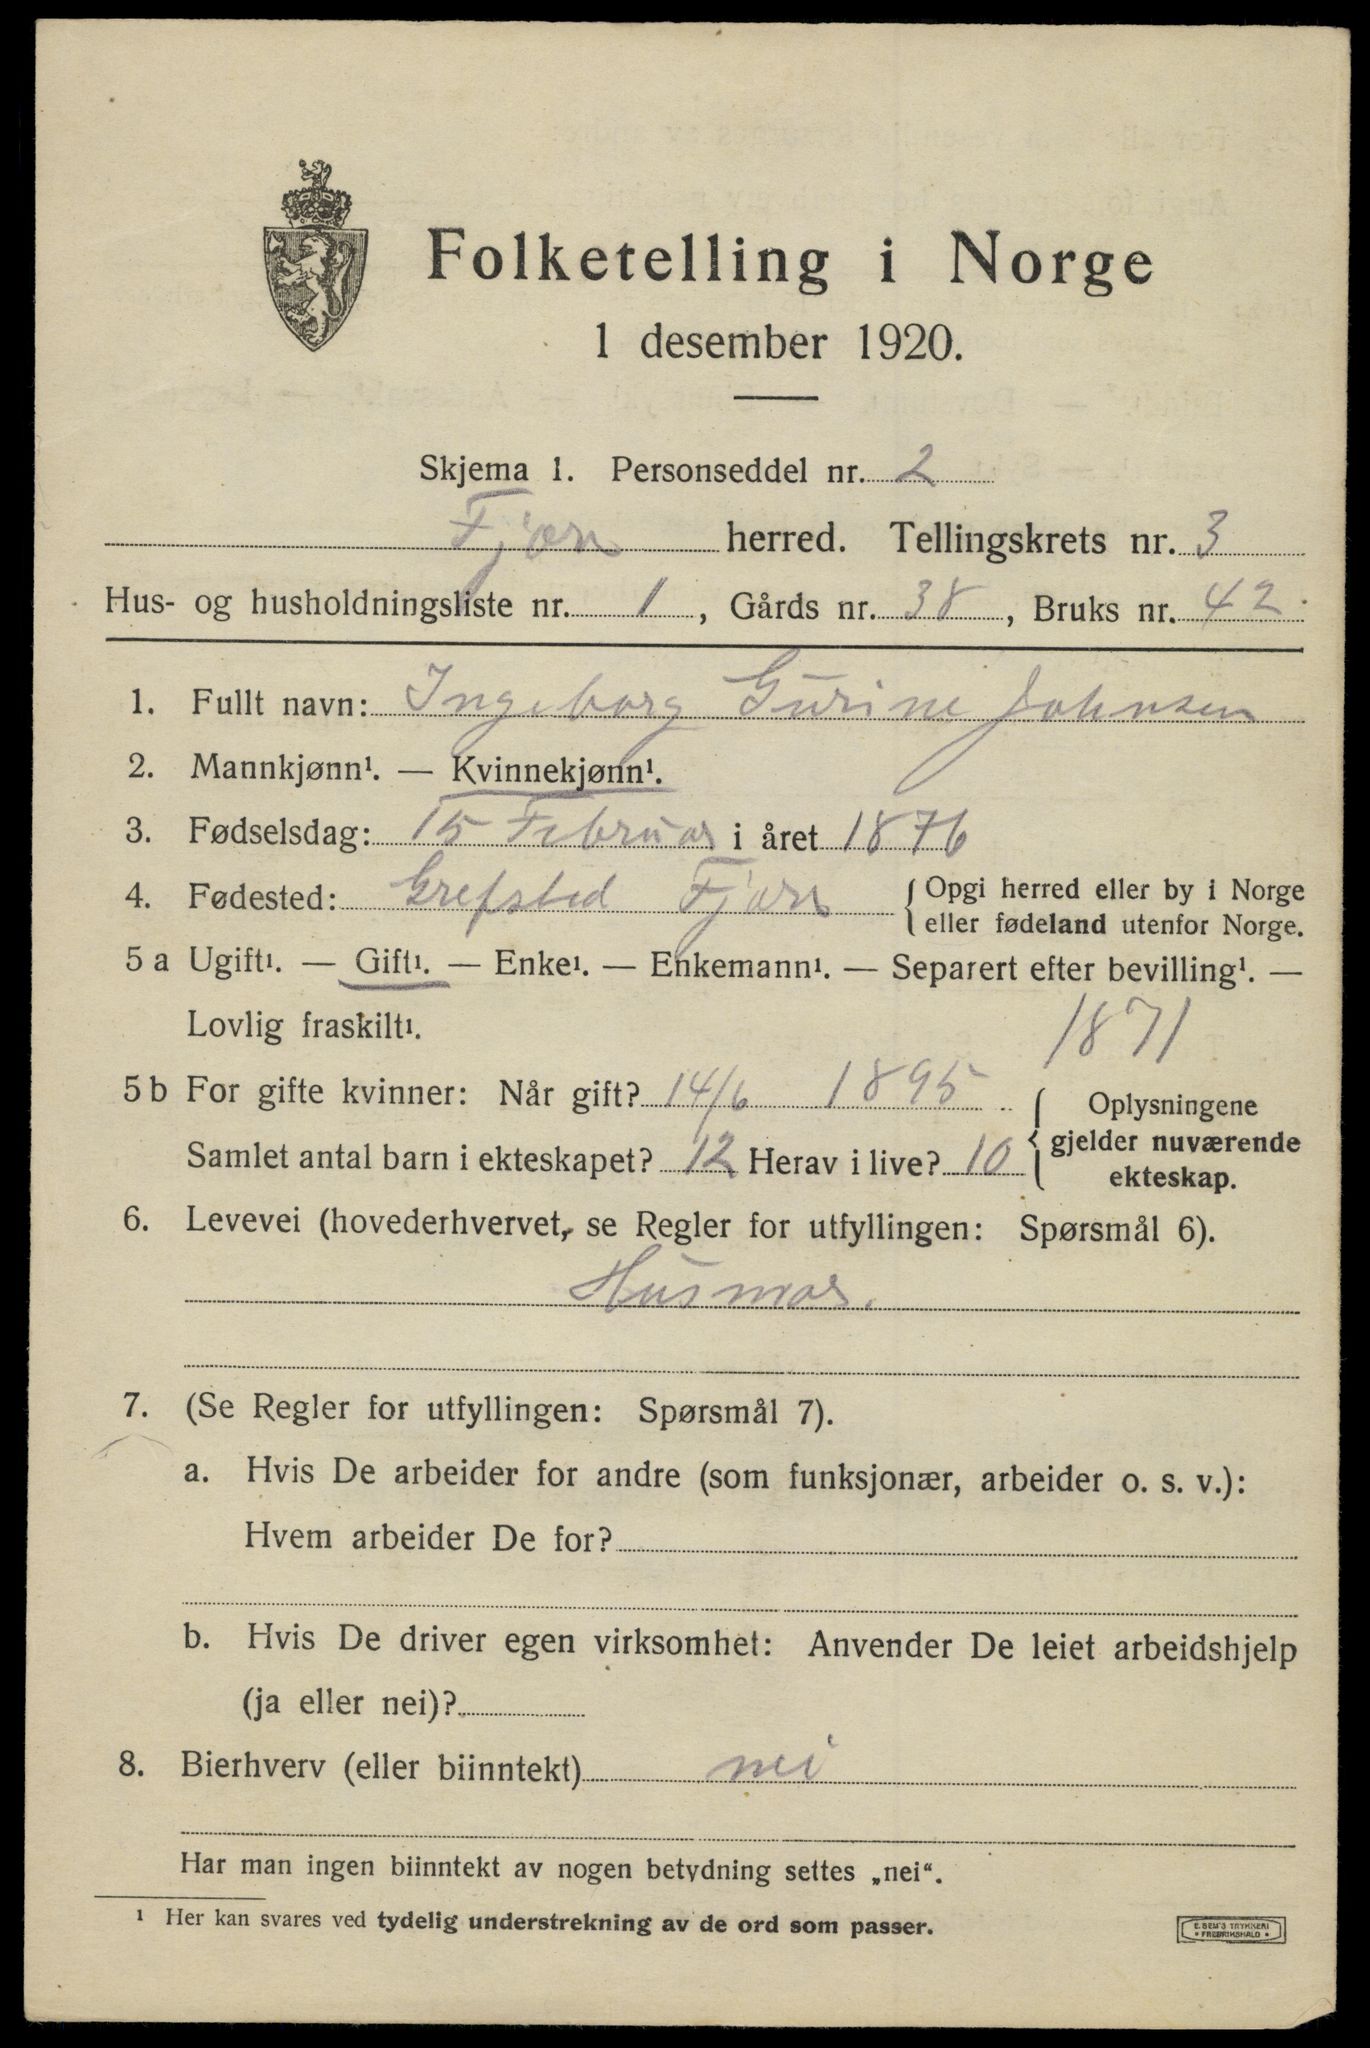 Folketelling i Norge
1 desember 1920.
Skjema 1. Personseddel nr. 2
Fjære herred. Tellingskrets nr. 3
Hus- og husholdningsliste nr. 1, Gårds nr. 38, Bruks nr. 42
1. Fullt navn: Ingeborg Gurine Johnsen
2. Mannkjønn¹. — Kvinnekjønn¹.
3. Fødselsdag: 15 Februar i året 1876
4. Fødested: Grefsted Fjære { Opgi herred eller by i Norge
eller fødeland utenfor Norge.
5 a Ugift¹. — Gift¹. — Enke¹. — Enkemann¹. — Separert efter bevilling¹. —
Lovlig fraskilt¹. 1871
5 b For gifte kvinner: Når gift? 14/6 1895
Samlet antal barn i ekteskapet? 12 Herav i live? 10
{ Oplysningene
gjelder nuværende
ekteskap.
6. Levevei (hovederhvervet, se Regler for utfyllingen: Spørsmål 6).
Husmor.
7. (Se Regler for utfyllingen: Spørsmål 7).
a. Hvis De arbeider for andre (som funksjonær, arbeider o. s. v.):
Hvem arbeider De for?
b. Hvis De driver egen virksomhet: Anvender De leiet arbeidshjelp
(ja eller nei)?
8. Bierhverv (eller biinntekt) nei
Har man ingen biinntekt av nogen betydning settes „nei“.
¹ Her kan svares ved tydelig understrekning av de ord som passer.
E. SEM'S TRYKKERI
• FREDRIKSHALD •